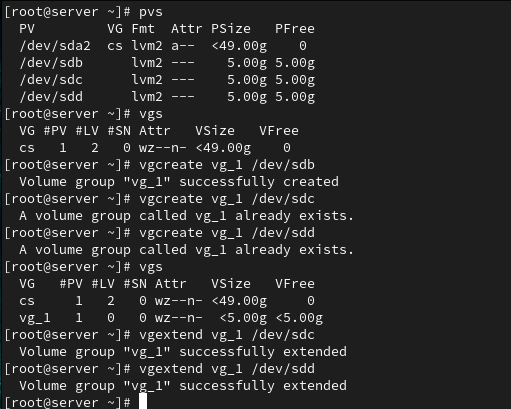 [root@server ~]# pvs
  PV         VG Fmt  Attr PSize   PFree
  /dev/sda2  cs lvm2 a--  <49.00g    0
  /dev/sdb      lvm2 ---    5.00g 5.00g
  /dev/sdc      lvm2 ---    5.00g 5.00g
  /dev/sdd      lvm2 ---    5.00g 5.00g
[root@server ~]# vgs
  VG #PV #LV #SN Attr   VSize   VFree
  cs   1   2   0 wz--n- <49.00g    0
[root@server ~]# vgcreate vg_1 /dev/sdb
  Volume group "vg_1" successfully created
[root@server ~]# vgcreate vg_1 /dev/sdc
  A volume group called vg_1 already exists.
[root@server ~]# vgcreate vg_1 /dev/sdd
  A volume group called vg_1 already exists.
[root@server ~]# vgs
  VG   #PV #LV #SN Attr   VSize   VFree
  cs     1   2   0 wz--n- <49.00g     0
  vg_1   1   0   0 wz--n-  <5.00g <5.00g
[root@server ~]# vgextend vg_1 /dev/sdc
  Volume group "vg_1" successfully extended
[root@server ~]# vgextend vg_1 /dev/sdd
  Volume group "vg_1" successfully extended
[root@server ~]#